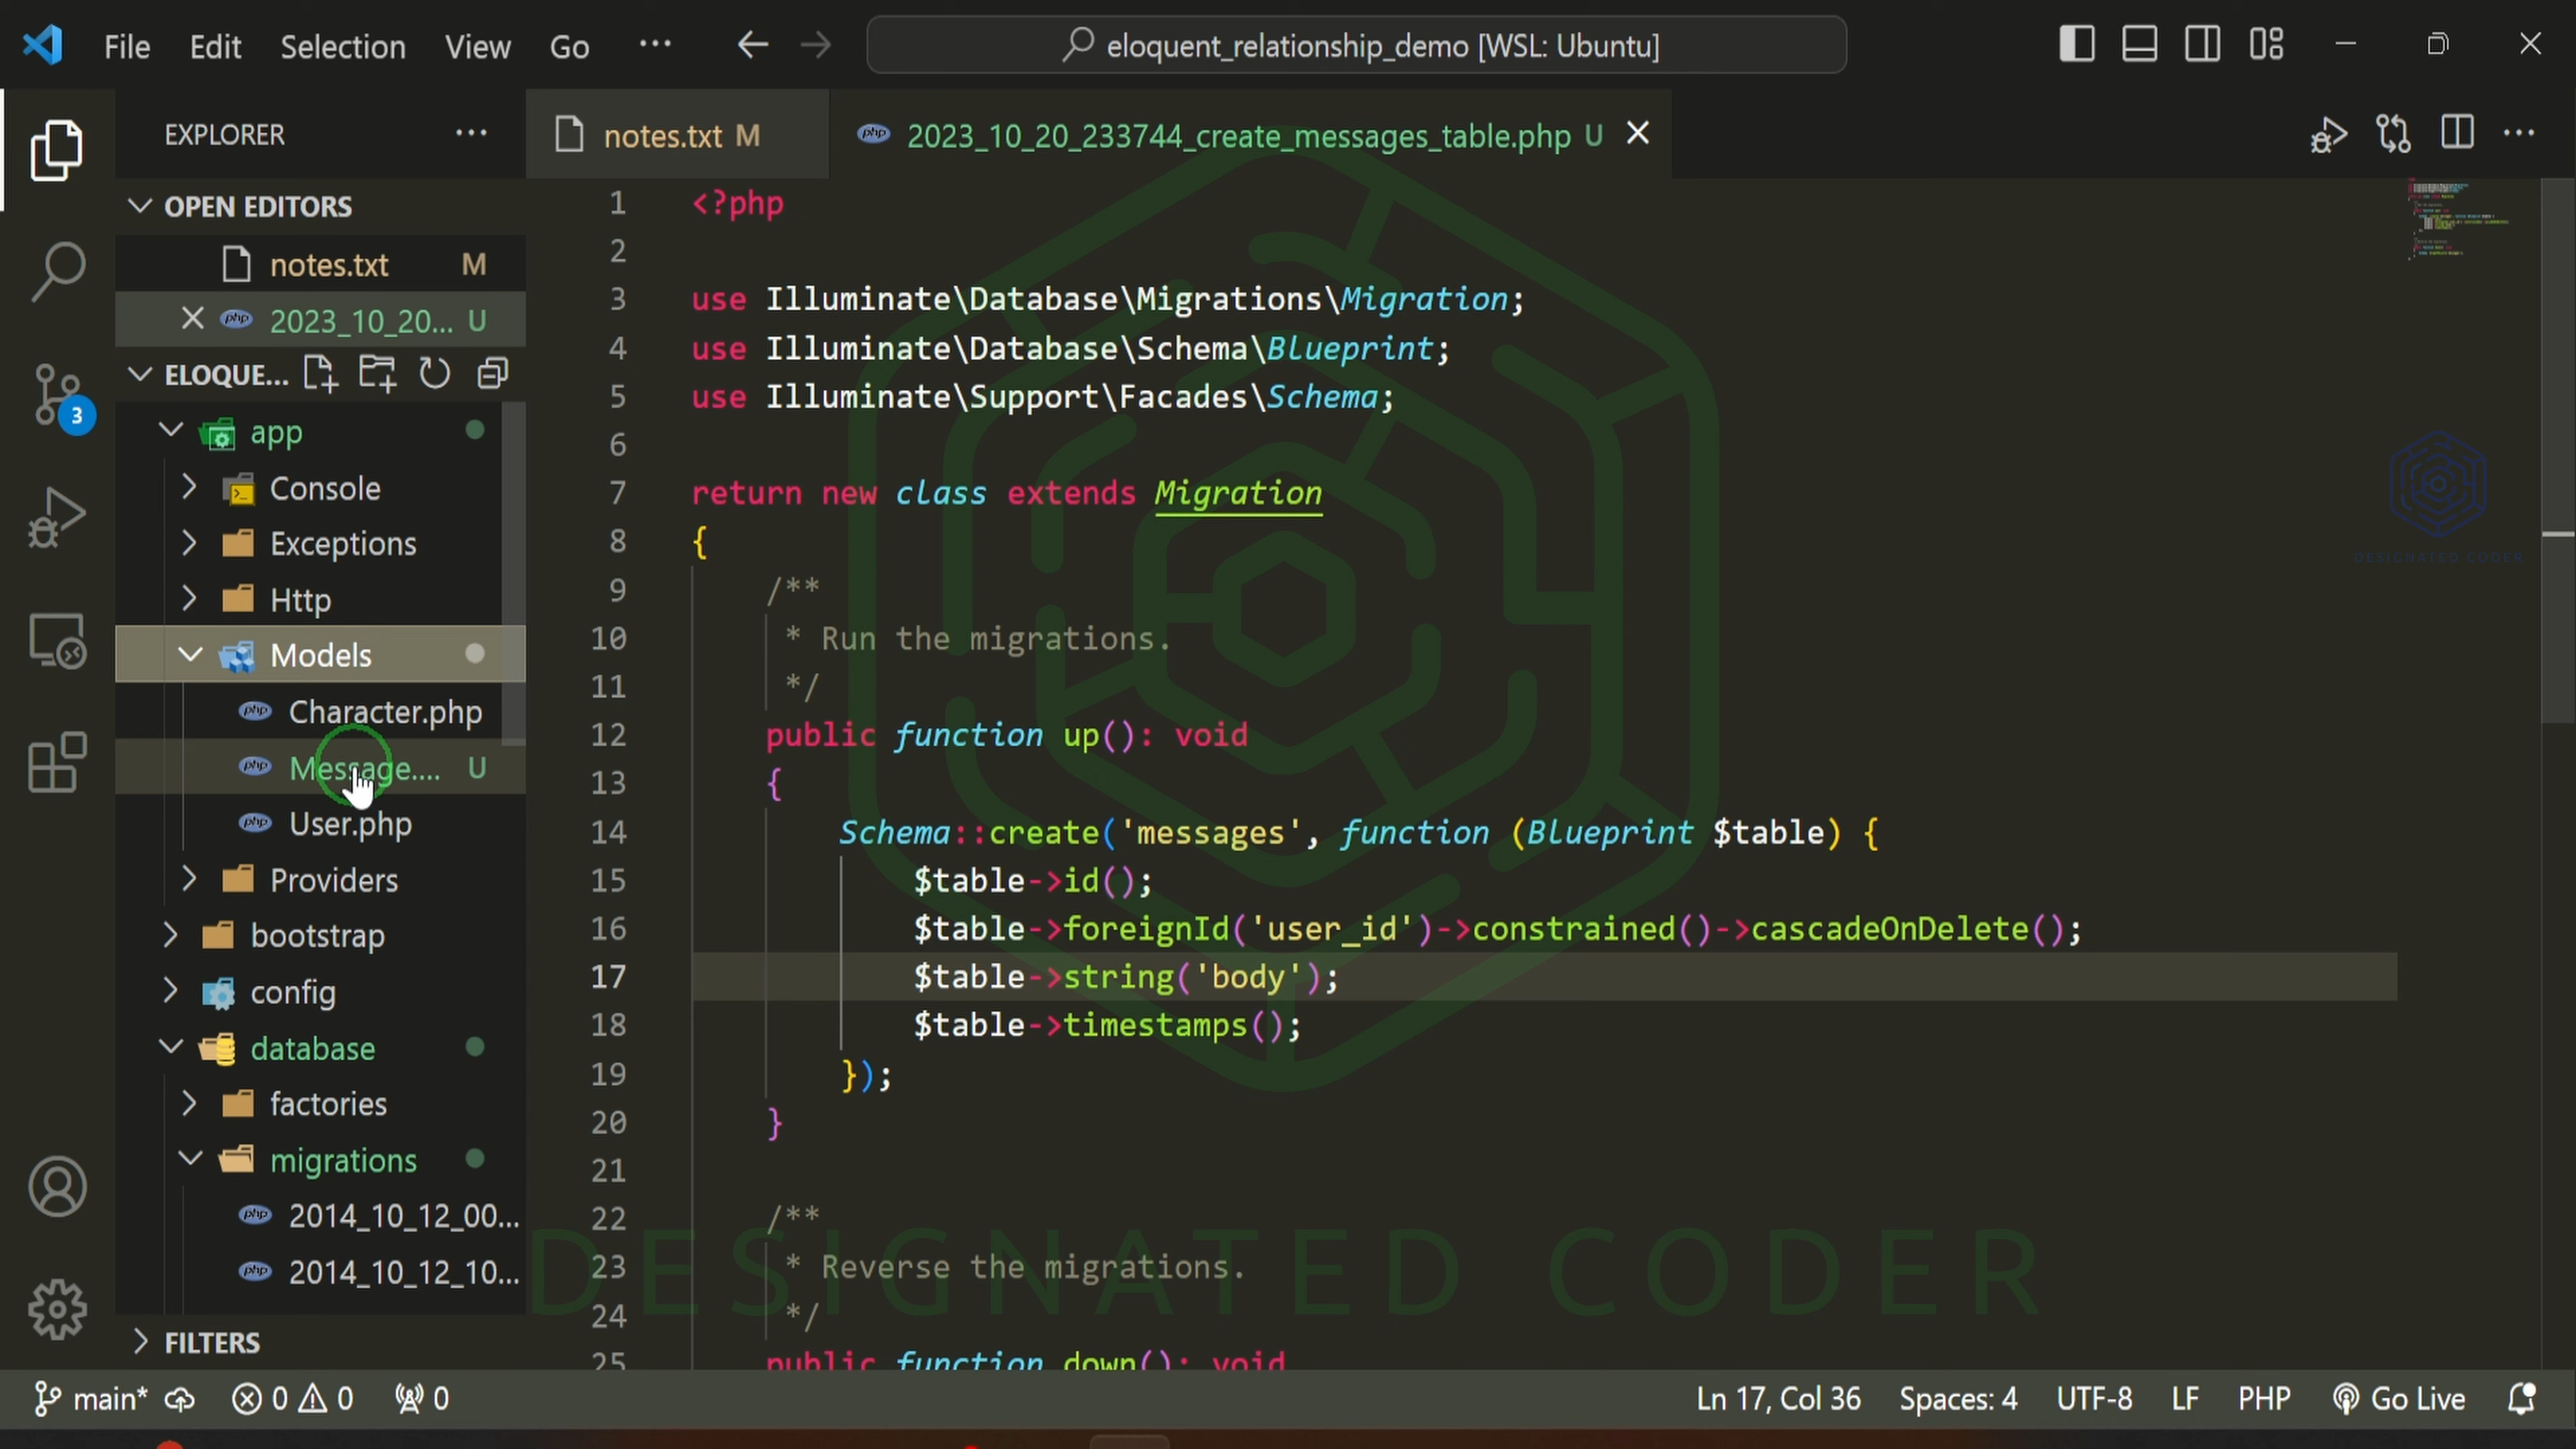 File Edit Selection View Go ··· eloquent_relationship_demo [WSL: Ubuntu]
EXPLORER ···
notes.txt M 2023_10_20_233744_create_messages_table.php U
OPEN EDITORS
notes.txt M
2023_10_20... U
ELOQUE...
app
Console
Exceptions
Http
Models
Character.php
Message.... U
User.php
Providers
bootstrap
config
database
factories
migrations
2014_10_12_00...
2014_10_12_10...
FILTERS
3
1 <?php
2
3 use Illuminate\Database\Migrations\Migration;
4 use Illuminate\Database\Schema\Blueprint;
5 use Illuminate\Support\Facades\Schema;
6
7 return new class extends Migration
8 {
9 /**
10 * Run the migrations.
11 */
12 public function up(): void
13 {
14 Schema::create('messages', function (Blueprint $table) {
15 $table->id();
16 $table->foreignId('user_id')->constrained()->cascadeOnDelete();
17 $table->string('body');
18 $table->timestamps();
19 });
20 }
21
22 /**
23 * Reverse the migrations.
24 */
25 public function down(): void
DESIGNATED CODER
DESIGNATED CODER
main* 0 0 0 Ln 17, Col 36 Spaces: 4 UTF-8 LF PHP Go Live